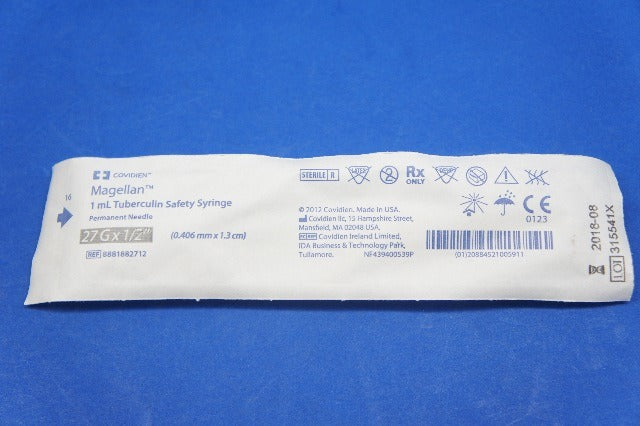 COVIDIEN™
Magellan™
1 mL Tuberculin Safety Syringe
Permanent Needle
27 G x 1/2"
(0.406 mm x 1.3 cm)
REF 8881882712
16
STERILE R
Rx
ONLY
© 2012 Covidien. Made in USA.
Covidien llc, 15 Hampshire Street,
Mansfield, MA 02048 USA.
Covidien Ireland Limited,
IDA Business & Technology Park,
Tullamore.
NF439400539P
CE
0123
(01)20884521005911
2018-08
LOT 315541X